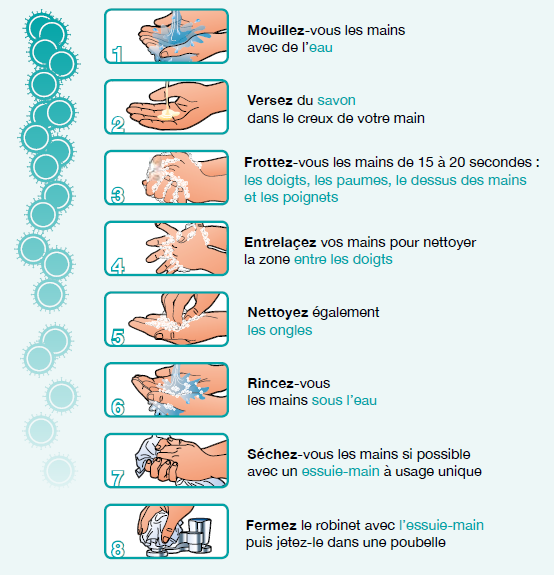 1
Mouillez-vous les mains
avec de l'eau
2
Versez du savon
dans le creux de votre main
3
Frottez-vous les mains de 15 à 20 secondes :
les doigts, les paumes, le dessus des mains
et les poignets
4
Entrelaçez vos mains pour nettoyer
la zone entre les doigts
5
Nettoyez également
les ongles
6
Rincez-vous
les mains sous l'eau
7
Séchez-vous les mains si possible
avec un essuie-main à usage unique
8
Fermez le robinet avec l'essuie-main
puis jetez-le dans une poubelle